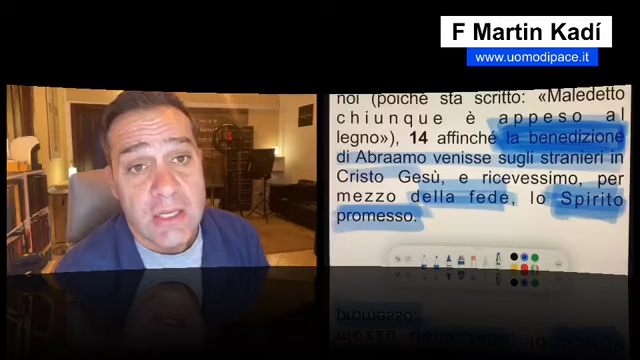 F Martin Kadí
www.uomodipace.it
noi (poiché sta scritto: «Maledetto
chiunque è appeso al
legno»), 14 affinché la benedizione
di Abraamo venisse sugli stranieri in
Cristo Gesù, e ricevessimo, per
mezzo della fede, lo Spirito
promesso.